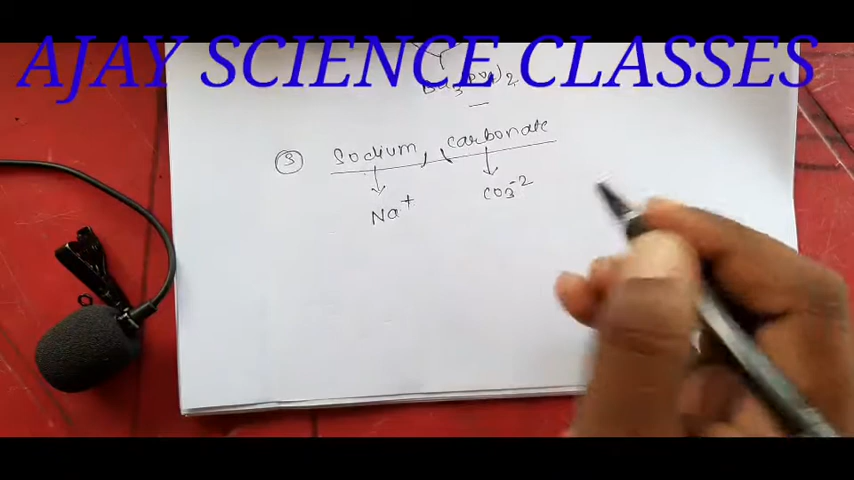 AJAY SCIENCE CLASSES
③ Sodium, carbonate
Na⁺ CO₃⁻²